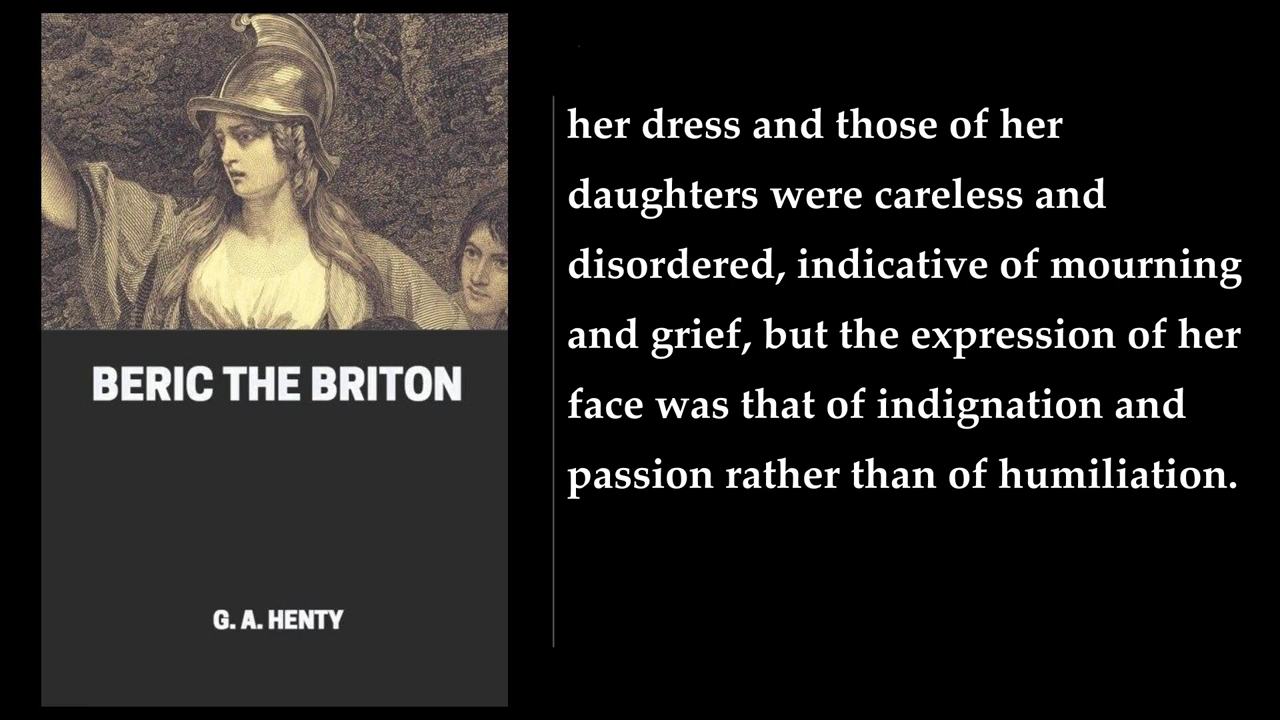 BERIC THE BRITON
G. A. HENTY
her dress and those of her
daughters were careless and
disordered, indicative of mourning
and grief, but the expression of her
face was that of indignation and
passion rather than of humiliation.